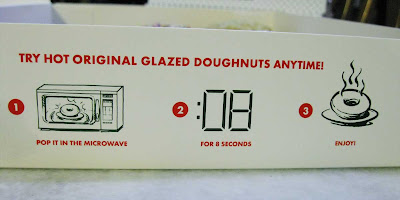 TRY HOT ORIGINAL GLAZED DOUGHNUTS ANYTIME!
1
POP IT IN THE MICROWAVE
2
:08
FOR 8 SECONDS
3
ENJOY!